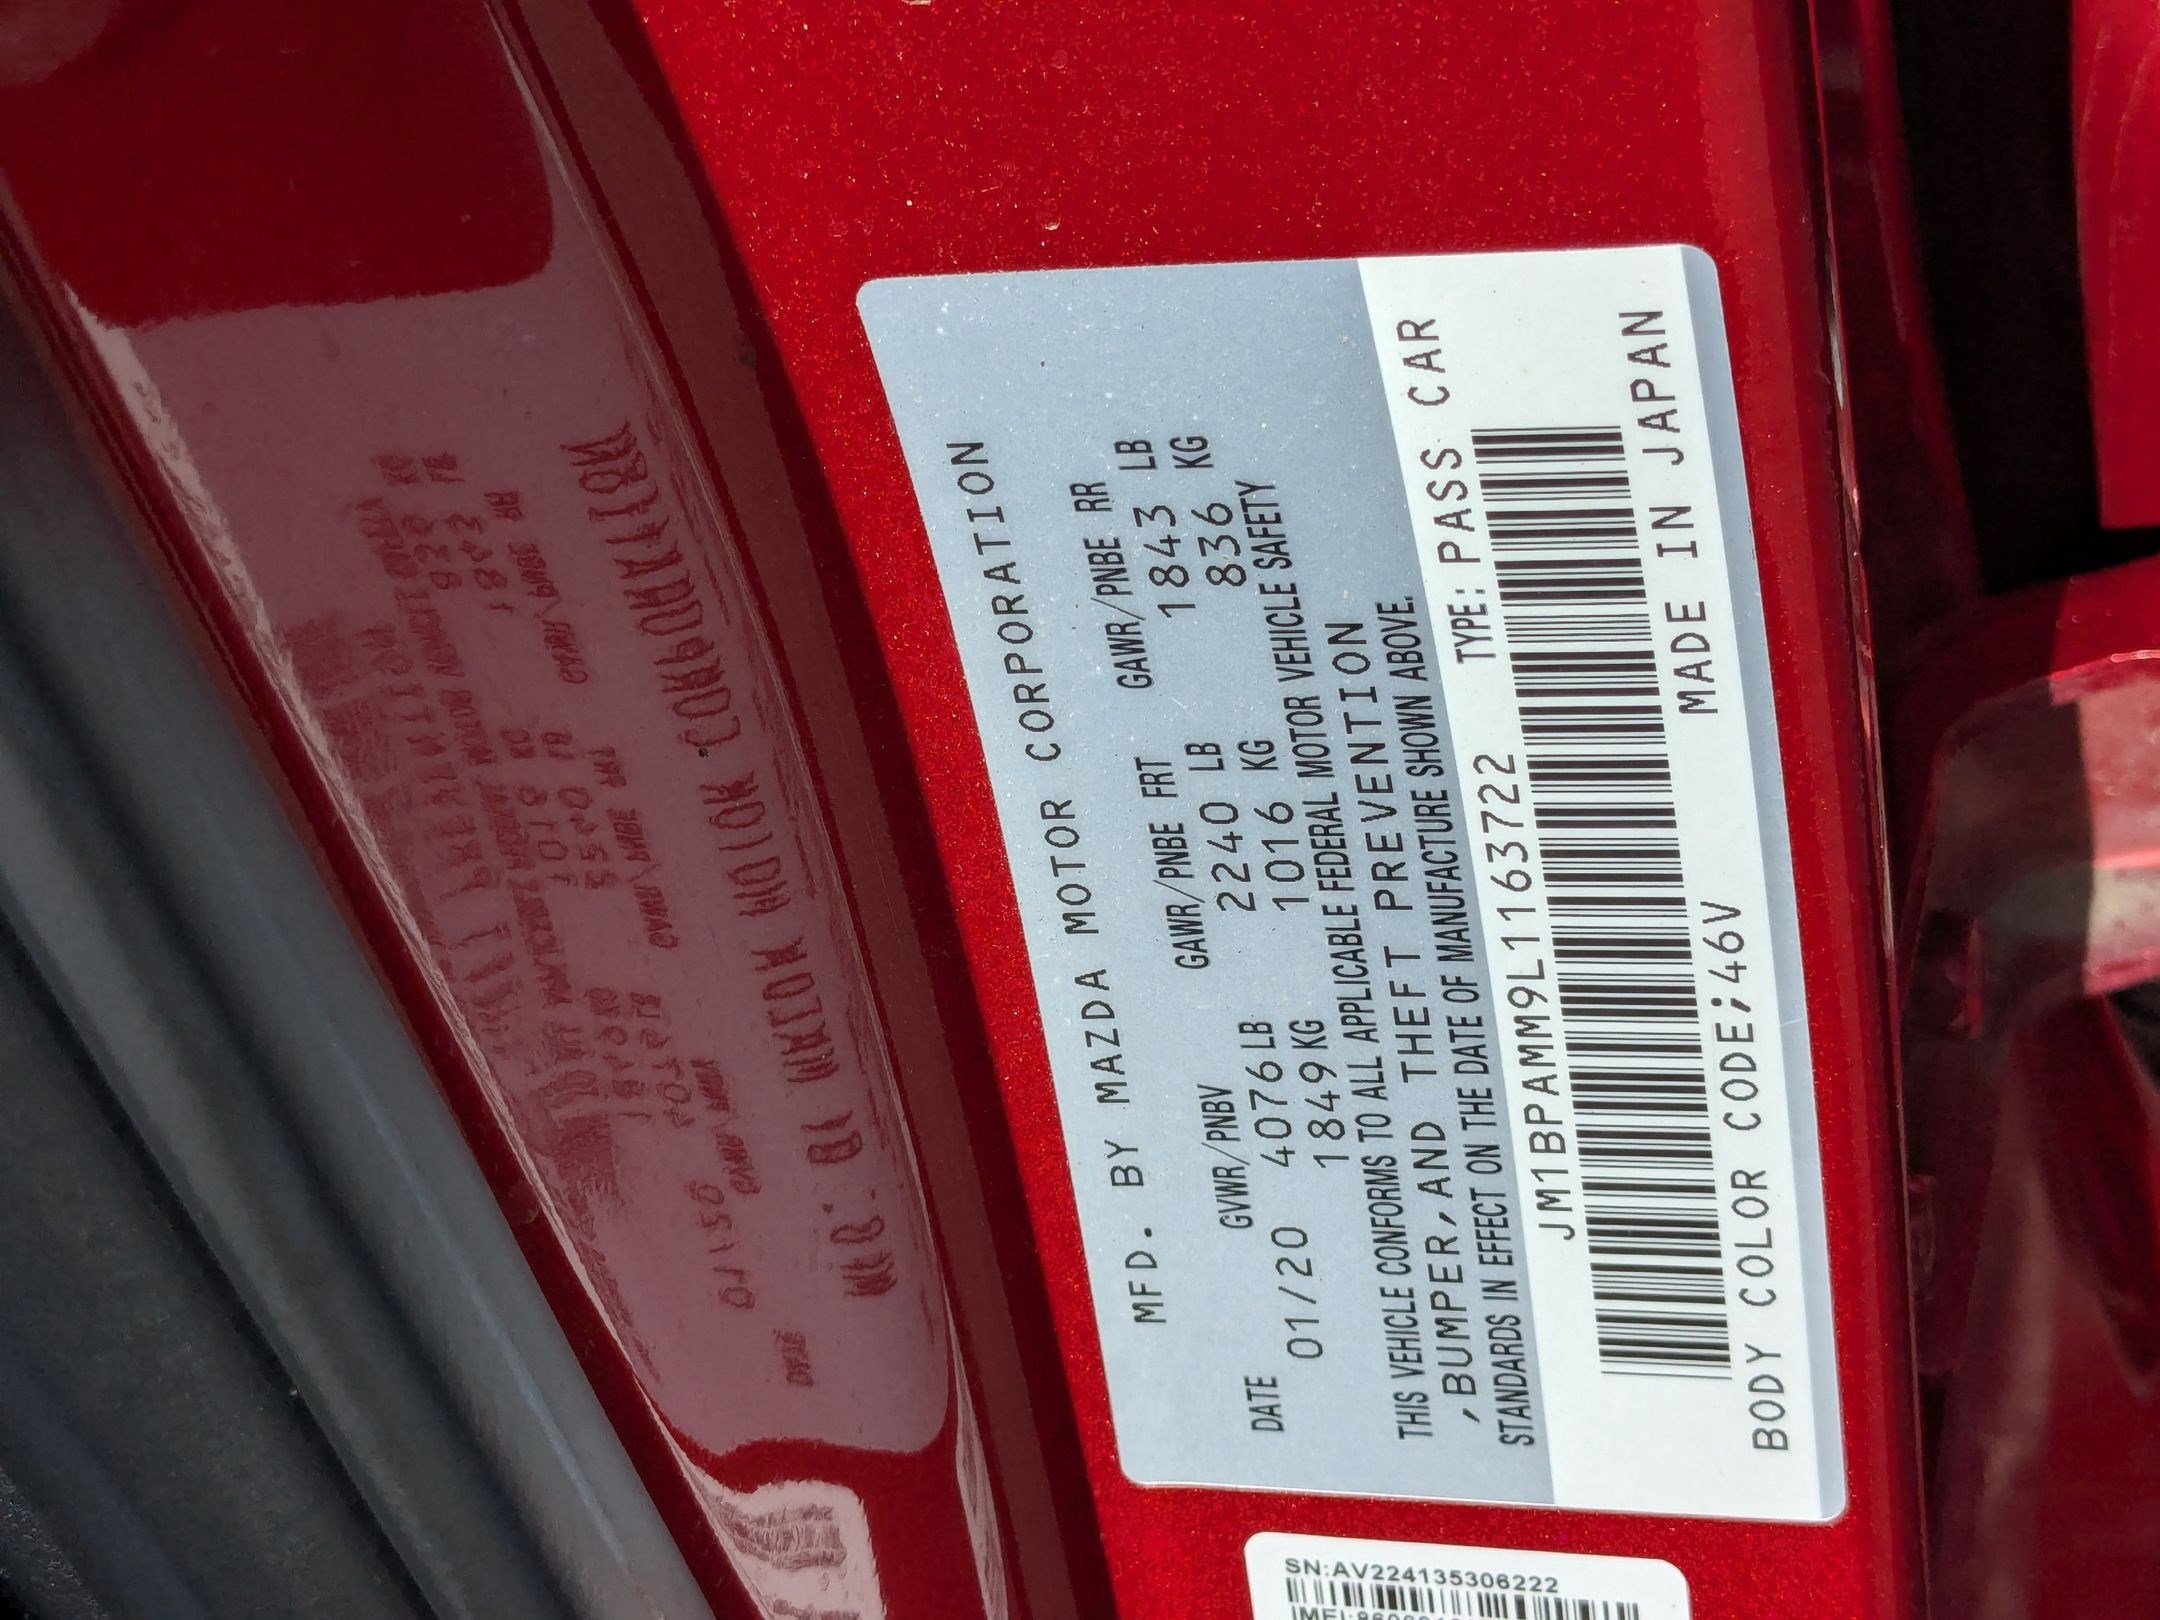 MFD. BY MAZDA MOTOR CORPORATION
DATE GVWR/PNBV GAWR/PNBE FRT GAWR/PNBE RR
01/20 4076 LB 2240 LB 1843 LB
1849 KG 1016 KG 836 KG
THIS VEHICLE CONFORMS TO ALL APPLICABLE FEDERAL MOTOR VEHICLE SAFETY
,BUMPER,AND THEFT PREVENTION
STANDARDS IN EFFECT ON THE DATE OF MANUFACTURE SHOWN ABOVE.
JM1BPAMM9L1163722 TYPE: PASS CAR
BODY COLOR CODE;46V MADE IN JAPAN
SN:AV224135306222